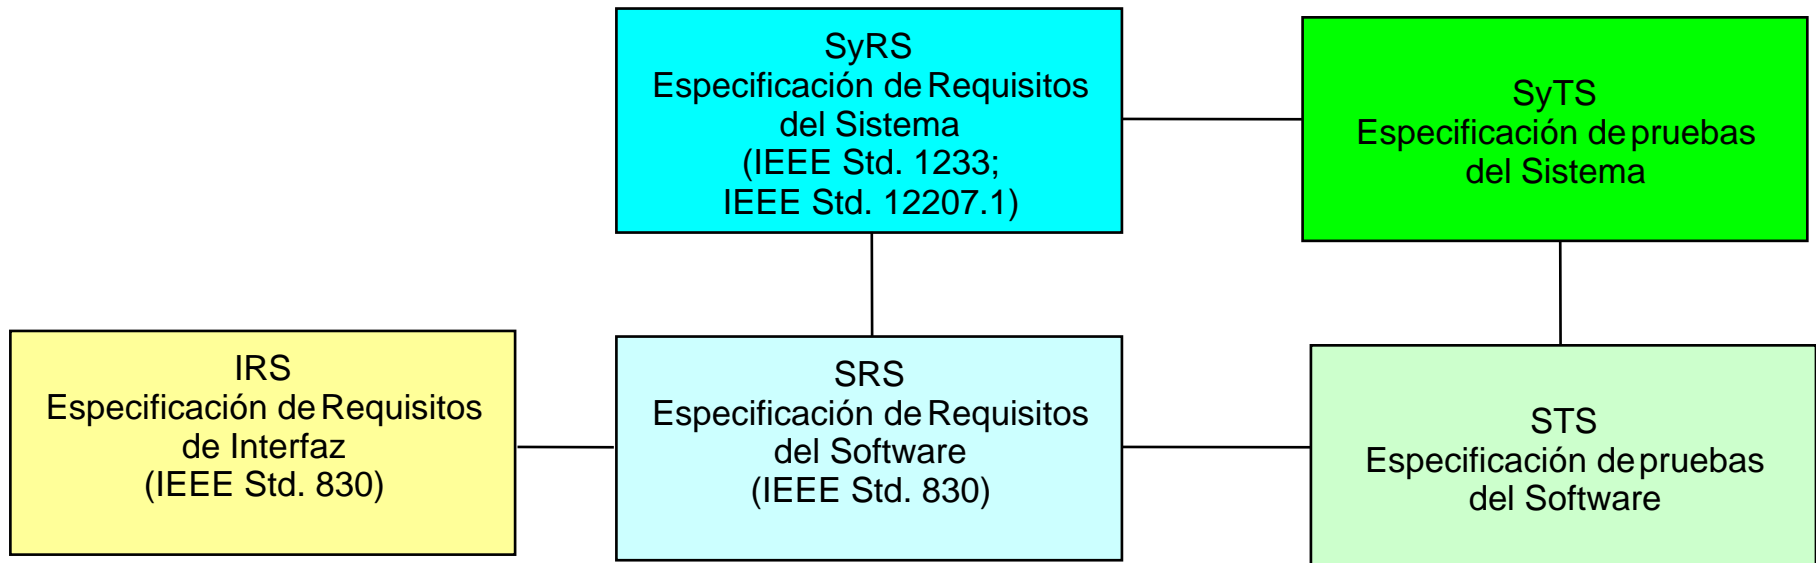 SyRS
Especificación de Requisitos
del Sistema
(IEEE Std. 1233;
IEEE Std. 12207.1)
SyTS
Especificación de pruebas
del Sistema
IRS
Especificación de Requisitos
de Interfaz
(IEEE Std. 830)
SRS
Especificación de Requisitos
del Software
(IEEE Std. 830)
STS
Especificación de pruebas
del Software